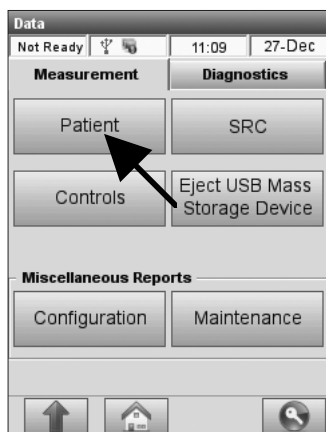 Data
Not Ready 11:09 27-Dec
Measurement Diagnostics
Patient SRC
Controls Eject USB Mass
Storage Device
Miscellaneous Reports
Configuration Maintenance